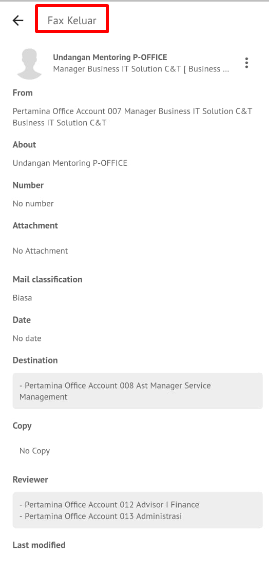 Fax Keluar
Undangan Mentoring P-OFFICE
Manager Business IT Solution C&T [ Business ...
From
Pertamina Office Account 007 Manager Business IT Solution C&T
Business IT Solution C&T
About
Undangan Mentoring P-OFFICE
Number
No number
Attachment
No Attachment
Mail classification
Biasa
Date
No date
Destination
- Pertamina Office Account 008 Ast Manager Service
Management
Copy
No Copy
Reviewer
- Pertamina Office Account 012 Advisor I Finance
- Pertamina Office Account 013 Administrasi
Last modified